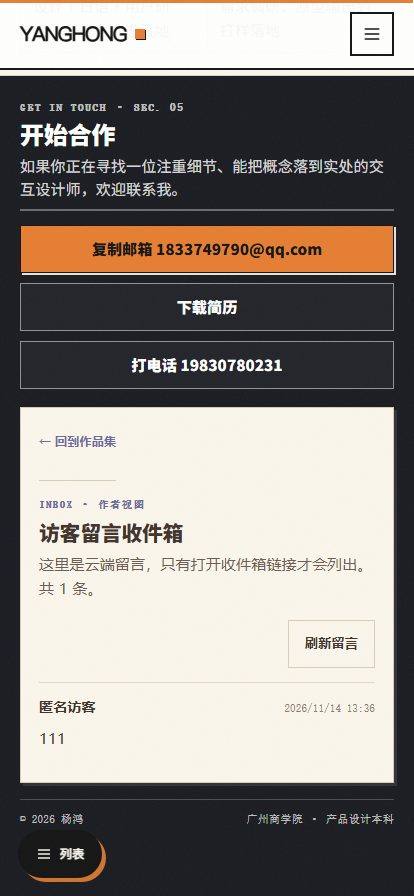 YANGHONG
GET IN TOUCH - SEC. 05
开始合作
如果你正在寻找一位注重细节、能把概念落到实处的交
互设计师，欢迎联系我。
复制邮箱 1833749790@qq.com
下载简历
打电话 19830780231
← 回到作品集
INBOX - 作者视图
访客留言收件箱
这里是云端留言，只有打开收件箱链接才会列出。
共 1 条。
刷新留言
匿名访客 2026/11/14 13:36
111
© 2026 杨鸿 广州商学院 - 产品设计本科
列表